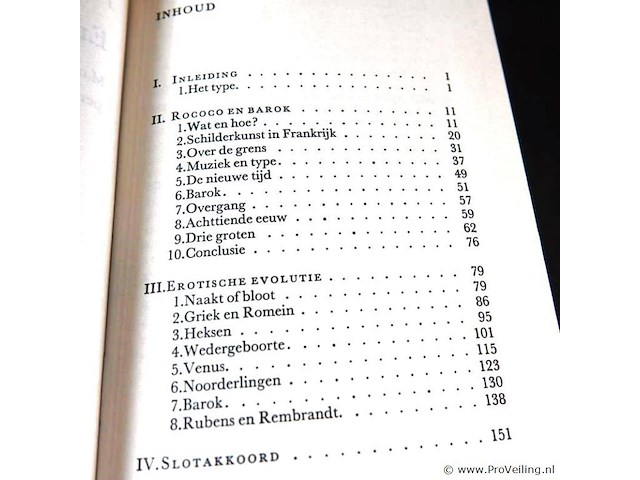 INHOUD
I. INLEIDING . . . . . . . . . . . . 1
1.Het type. . . . . . . . . . . . . 1
II. ROCOCO EN BAROK . . . . . . . . . . 11
1.Wat en hoe? . . . . . . . . . . . 11
2.Schilderkunst in Frankrijk . . . . . . . 20
3.Over de grens . . . . . . . . . . 31
4.Muziek en type. . . . . . . . . . 37
5.De nieuwe tijd . . . . . . . . . . 49
6.Barok. . . . . . . . . . . . . 51
7.Overgang . . . . . . . . . . . 57
8.Achttiende eeuw . . . . . . . . . 59
9.Drie groten . . . . . . . . . . . 62
10.Conclusie . . . . . . . . . . . 76
III.EROTISCHE EVOLUTIE . . . . . . . . 79
1.Naakt of bloot . . . . . . . . . . 79
2.Griek en Romein . . . . . . . . . 86
3.Heksen . . . . . . . . . . . . 95
4.Wedergeboorte. . . . . . . . . . 101
5.Venus. . . . . . . . . . . . . 115
6.Noorderlingen . . . . . . . . . . 123
7.Barok. . . . . . . . . . . . . 130
8.Rubens en Rembrandt. . . . . . . . 138
IV. SLOTAKKOORD . . . . . . . . . . 151
© www.ProVeiling.nl